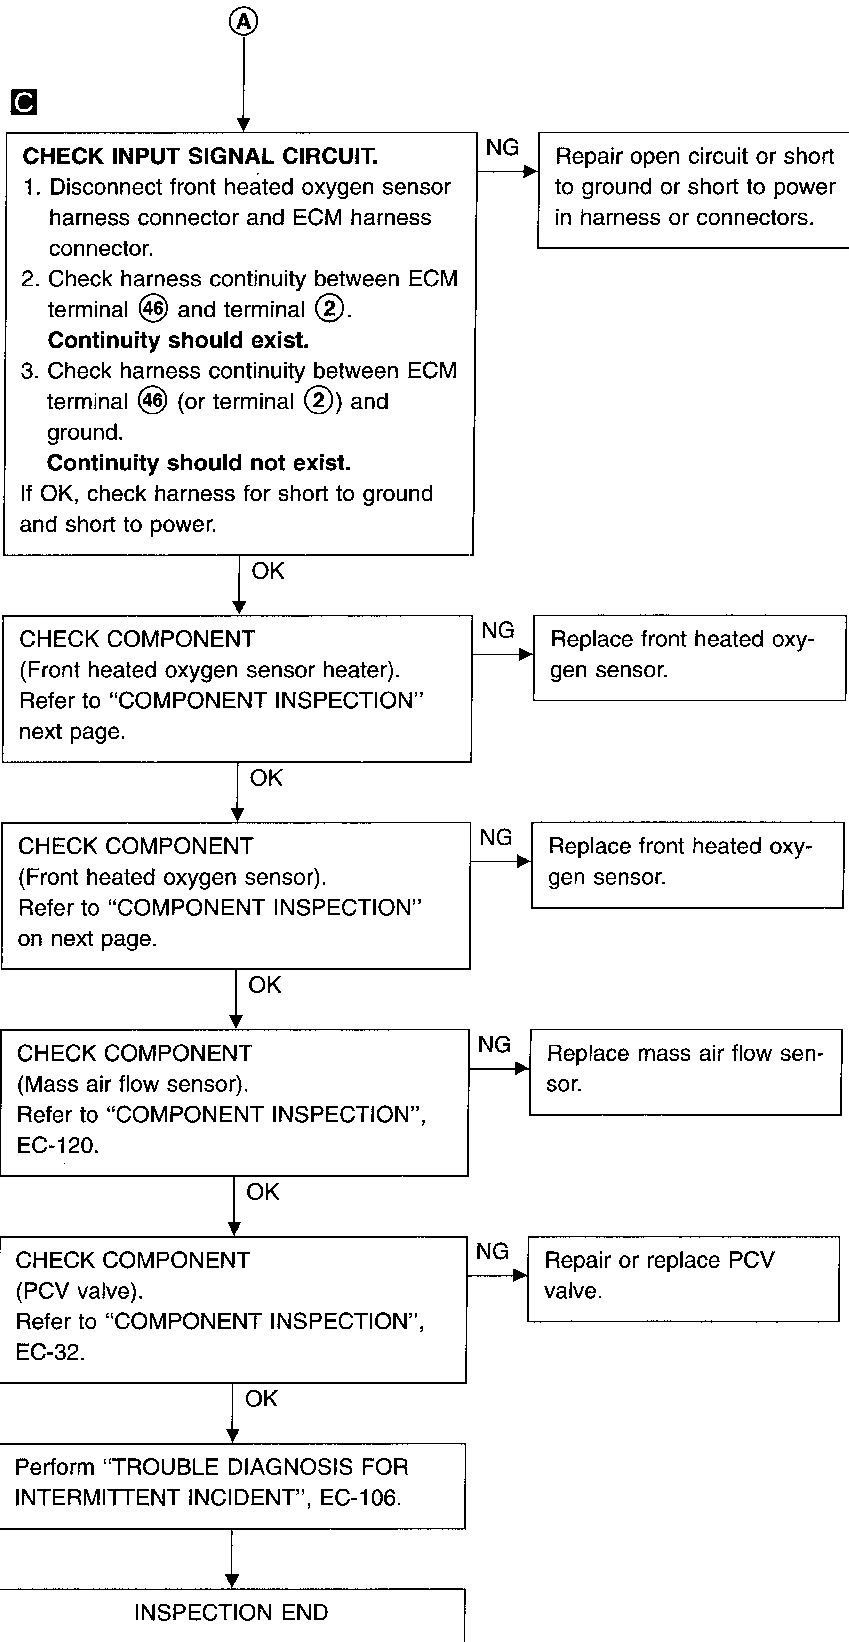 A
C
CHECK INPUT SIGNAL CIRCUIT.
1. Disconnect front heated oxygen sensor
harness connector and ECM harness
connector.
2. Check harness continuity between ECM
terminal 46 and terminal 2.
Continuity should exist.
3. Check harness continuity between ECM
terminal 46 (or terminal 2) and
ground.
Continuity should not exist.
If OK, check harness for short to ground
and short to power.
NG
Repair open circuit or short
to ground or short to power
in harness or connectors.
OK
CHECK COMPONENT
(Front heated oxygen sensor heater).
Refer to “COMPONENT INSPECTION”
next page.
NG
Replace front heated oxy-
gen sensor.
OK
CHECK COMPONENT
(Front heated oxygen sensor).
Refer to “COMPONENT INSPECTION”
on next page.
NG
Replace front heated oxy-
gen sensor.
OK
CHECK COMPONENT
(Mass air flow sensor).
Refer to “COMPONENT INSPECTION”,
EC-120.
NG
Replace mass air flow sen-
sor.
OK
CHECK COMPONENT
(PCV valve).
Refer to “COMPONENT INSPECTION”,
EC-32.
NG
Repair or replace PCV
valve.
OK
Perform “TROUBLE DIAGNOSIS FOR
INTERMITTENT INCIDENT”, EC-106.
INSPECTION END